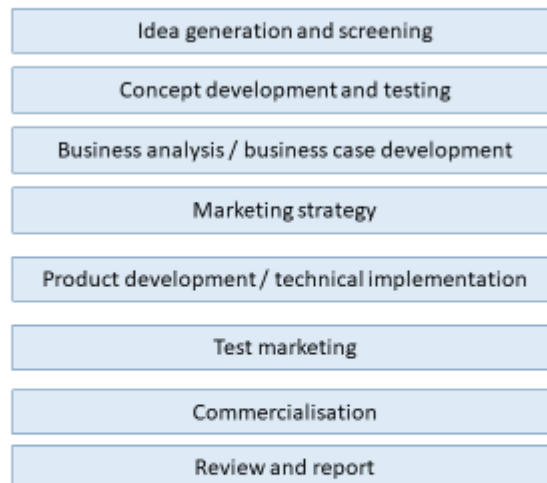 Idea generation and screening
Concept development and testing
Business analysis / business case development
Marketing strategy
Product development / technical implementation
Test marketing
Commercialisation
Review and report